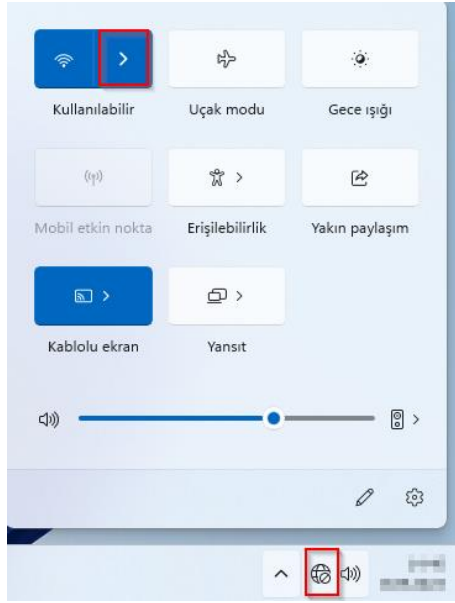 Kullanılabilir
Uçak modu
Gece ışığı
Mobil etkin nokta
Erişilebilirlik
Yakın paylaşım
Kablolu ekran
Yansıt